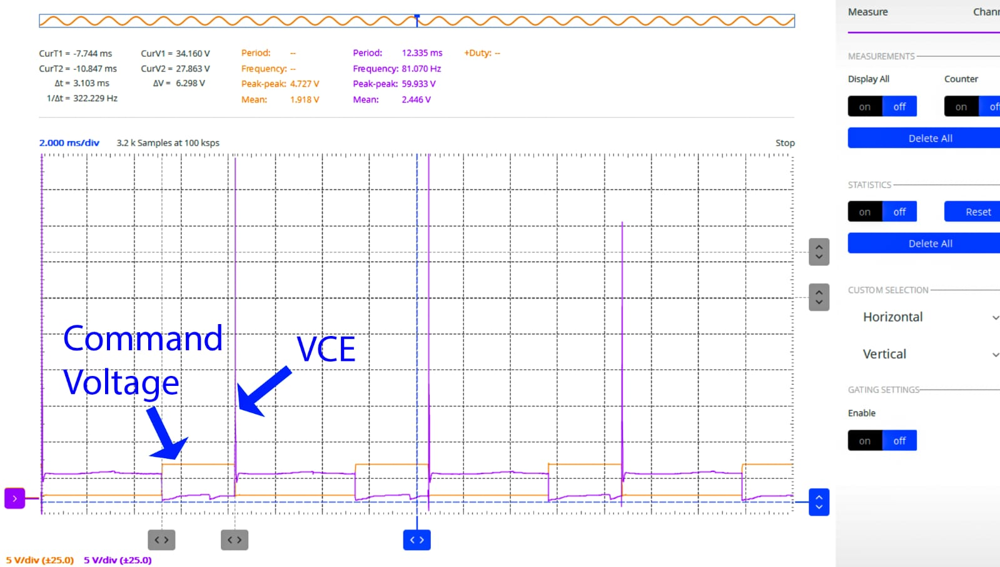 Measure Chann
CurT1 = -7.744 ms CurV1 = 34.160 V Period: -- Period: 12.335 ms +Duty: --
CurT2 = -10.847 ms CurV2 = 27.863 V Frequency: -- Frequency: 81.070 Hz
Δt = 3.103 ms ΔV = 6.298 V Peak-peak: 4.727 V Peak-peak: 59.933 V
1/Δt = 322.229 Hz Mean: 1.918 V Mean: 2.446 V
2.000 ms/div 3.2 k Samples at 100 ksps Stop
Command
Voltage
VCE
5 V/div (±25.0) 5 V/div (±25.0)
MEASUREMENTS
Display All Counter
on off on off
Delete All
STATISTICS
on off Reset
Delete All
CUSTOM SELECTION
Horizontal
Vertical
GATING SETTINGS
Enable
on off